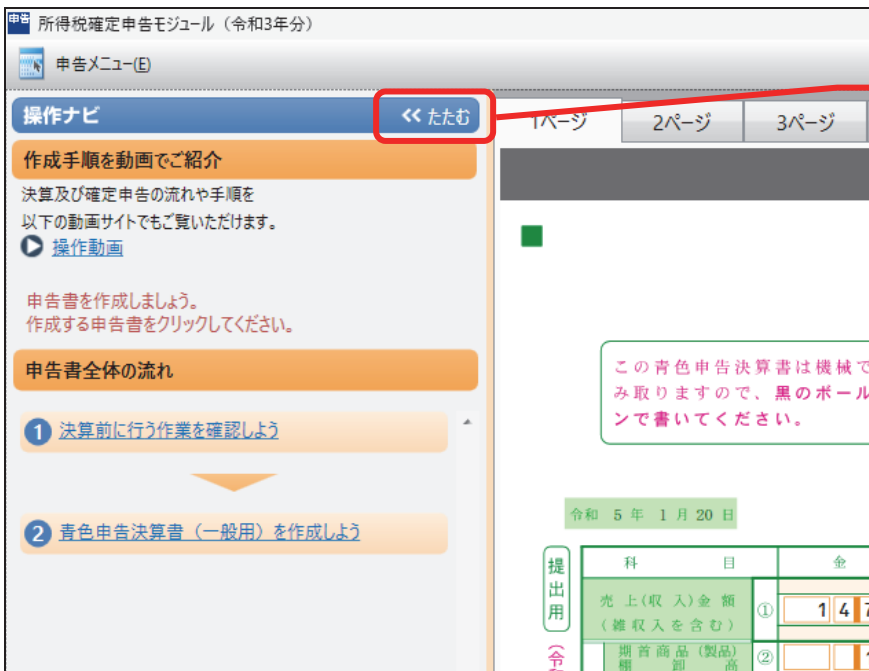 申告 所得税確定申告モジュール（令和3年分）
申告メニュー(E)
操作ナビ
<< たたむ
1ページ
2ページ
3ページ
作成手順を動画でご紹介
決算及び確定申告の流れや手順を
以下の動画サイトでもご覧いただけます。
操作動画
申告書を作成しましょう。
作成する申告書をクリックしてください。
申告書全体の流れ
1 決算前に行う作業を確認しよう
2 青色申告決算書（一般用）を作成しよう
この青色申告決算書は機械で
み取りますので、黒のボール
ンで書いてください。
令和 5 年 1 月 20 日
提出用
科 目
金
売上(収入)金額
(雑収入を含む)
① 1 4 7
期首商品(製品)
棚卸高
②